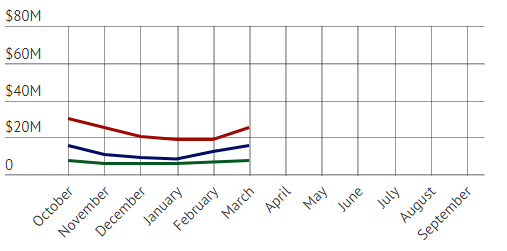 $80M
$60M
$40M
$20M
0
October
November
December
January
February
March
April
May
June
July
August
September